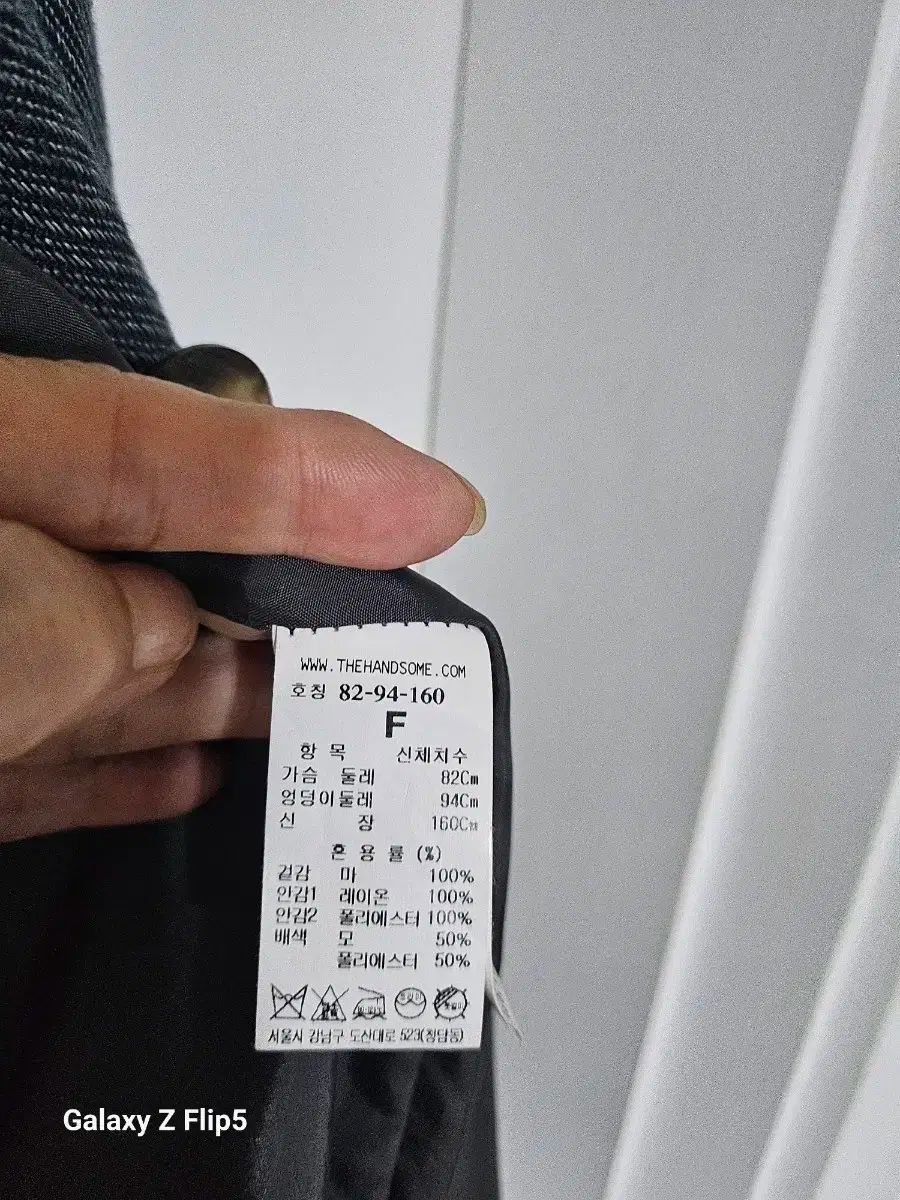 WWW.THEHANDSOME.COM
호칭 82-94-160
F
항 목 신체치수
가슴 둘레 82Cm
엉덩이둘레 94Cm
신 장 160Cm
혼 용 률 (%)
겉감 마 100%
안감1 레이온 100%
안감2 폴리에스터 100%
배색 모 50%
폴리에스터 50%
드라이
서울시 강남구 도산대로 523(청담동)
Galaxy Z Flip5